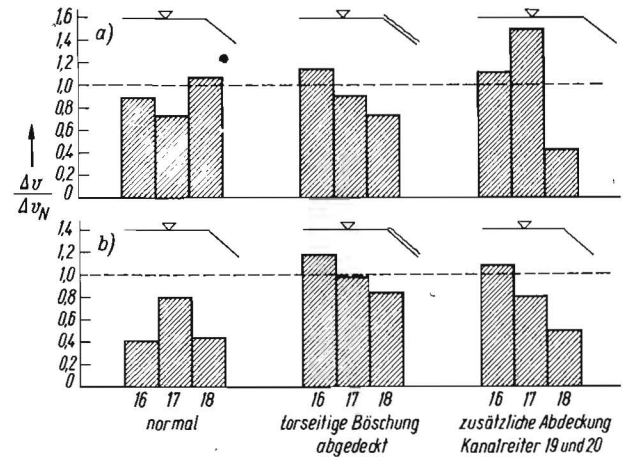 a)
1,6
1,4
1,2
1,0
0,8
0,6
0,4
0,2
0
Δv
Δv_N
b)
1,4
1,2
1,0
0,8
0,6
0,4
0,2
0
16 17 18
normal
16 17 18
torseitige Böschung
abgedeckt
16 17 18
zusätzliche Abdeckung
Kanalreiter 19 und 20